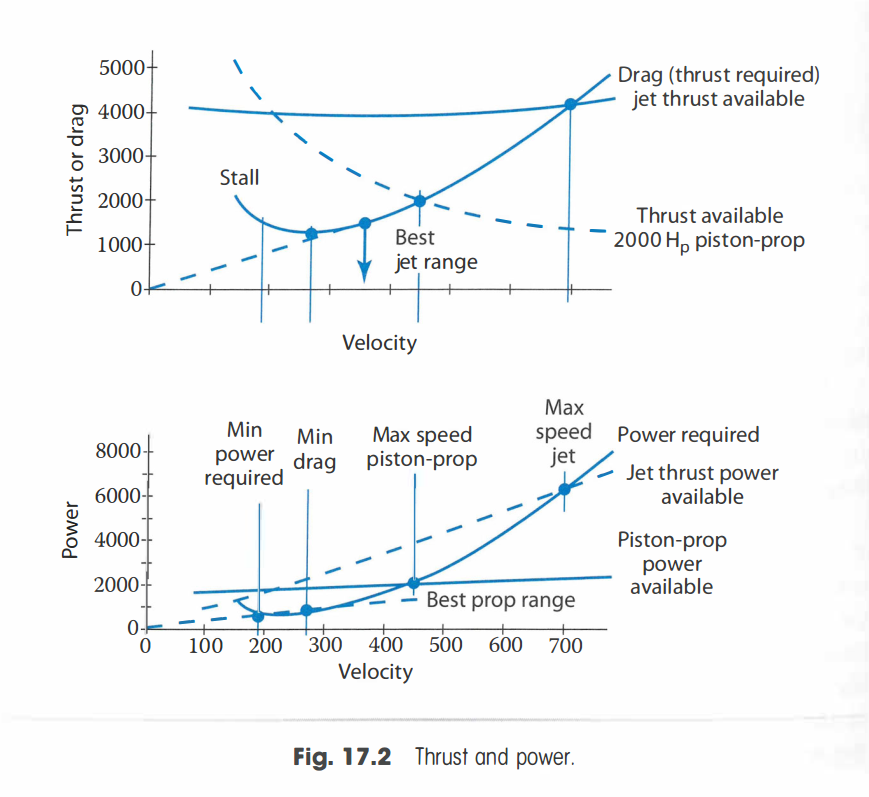 5000
4000
3000
2000
1000
0
Thrust or drag
Stall
Best
jet range
Drag (thrust required)
jet thrust available
Thrust available
2000 Hp piston-prop
Velocity
8000
6000
4000
2000
0
Power
Min
power
required
Min
drag
Max speed
piston-prop
Max
speed
jet
Power required
Jet thrust power
available
Piston-prop
power
available
Best prop range
0 100 200 300 400 500 600 700
Velocity
Fig. 17.2 Thrust and power.